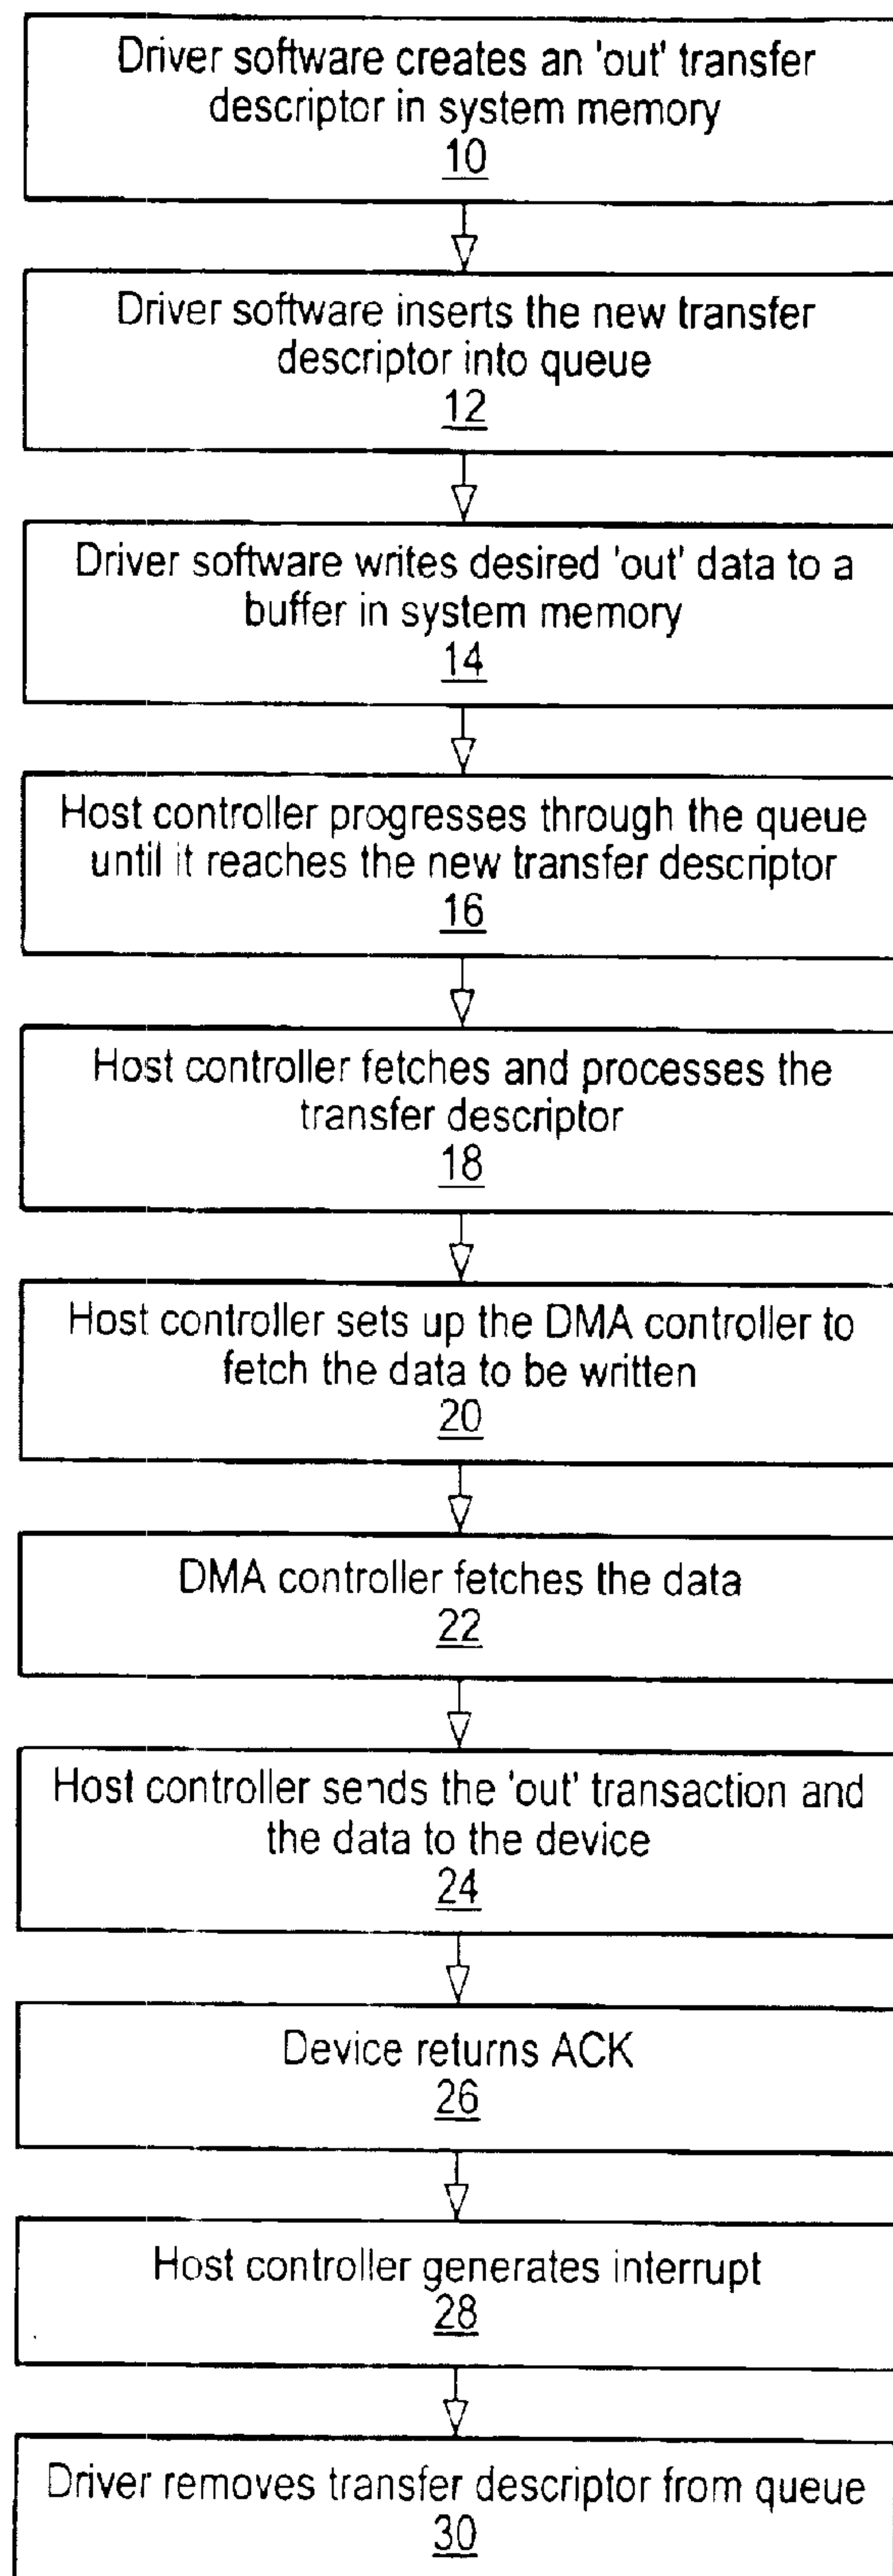 Driver software creates an 'out' transfer
descriptor in system memory
10
Driver software inserts the new transfer
descriptor into queue
12
Driver software writes desired 'out' data to a
buffer in system memory
14
Host controller progresses through the queue
until it reaches the new transfer descriptor
16
Host controller fetches and processes the
transfer descriptor
18
Host controller sets up the DMA controller to
fetch the data to be written
20
DMA controller fetches the data
22
Host controller sends the 'out' transaction and
the data to the device
24
Device returns ACK
26
Host controller generates interrupt
28
Driver removes transfer descriptor from queue
30